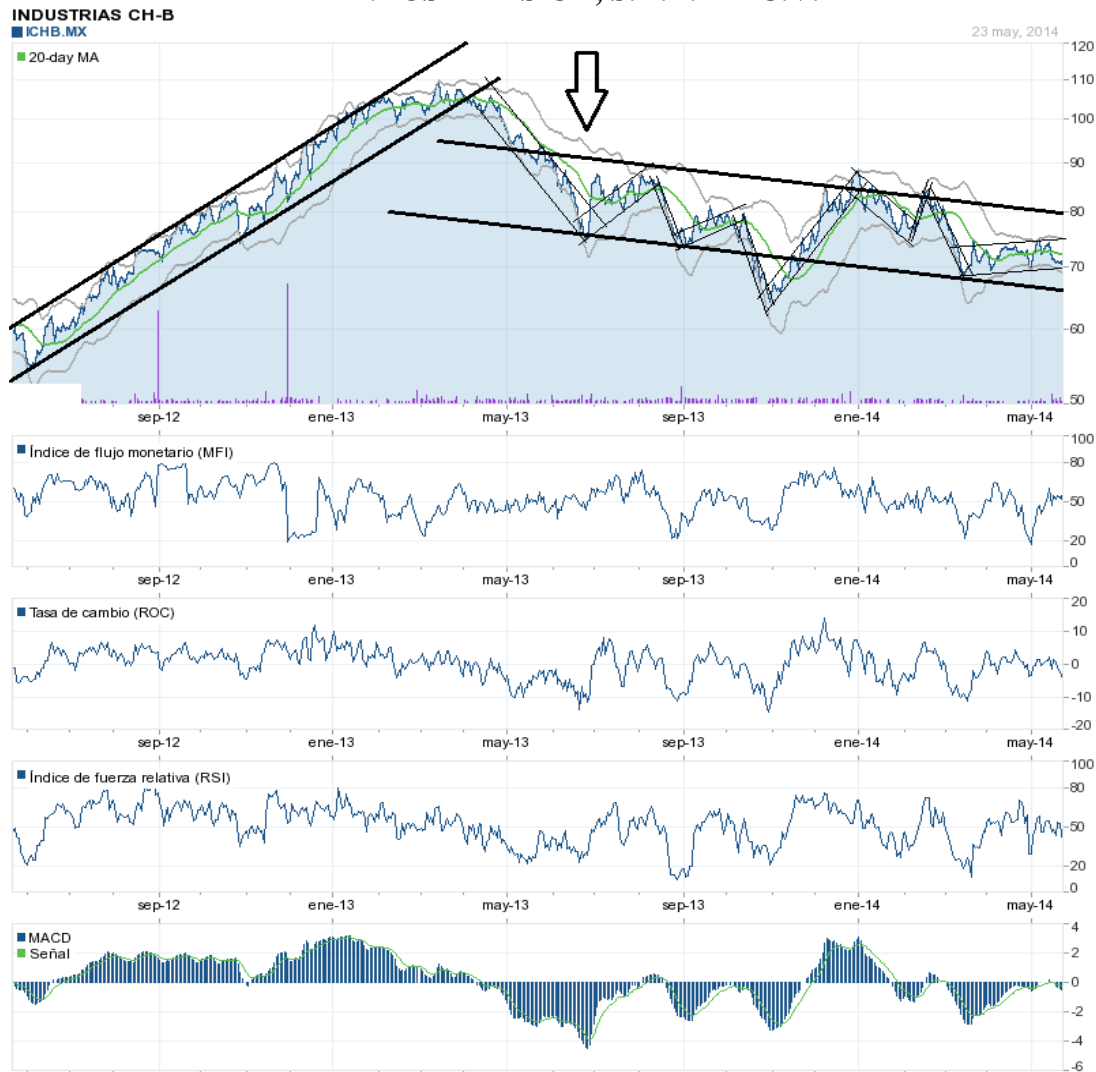 INDUSTRIAS CH-B
ICHB.MX
23 may, 2014
20-day MA
120
110
100
90
80
70
60
50
sep-12 ene-13 may-13 sep-13 ene-14 may-14
Índice de flujo monetario (MFI)
100
80
50
20
0
sep-12 ene-13 may-13 sep-13 ene-14 may-14
Tasa de cambio (ROC)
20
10
0
-10
-20
sep-12 ene-13 may-13 sep-13 ene-14 may-14
Índice de fuerza relativa (RSI)
100
80
50
20
0
sep-12 ene-13 may-13 sep-13 ene-14 may-14
MACD
Señal
4
2
0
-2
-4
-6